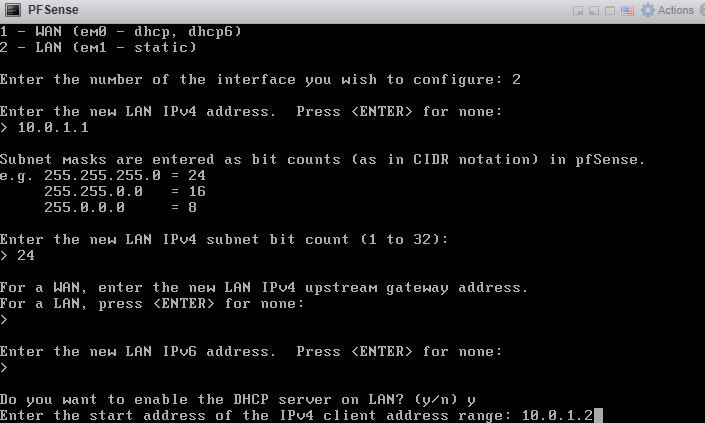 PFSense
Actions
1 - WAN (em0 - dhcp, dhcp6)
2 - LAN (em1 - static)
Enter the number of the interface you wish to configure: 2
Enter the new LAN IPv4 address.  Press <ENTER> for none:
> 10.0.1.1
Subnet masks are entered as bit counts (as in CIDR notation) in pfSense.
e.g. 255.255.255.0 = 24
     255.255.0.0   = 16
     255.0.0.0     = 8
Enter the new LAN IPv4 subnet bit count (1 to 32):
> 24
For a WAN, enter the new LAN IPv4 upstream gateway address.
For a LAN, press <ENTER> for none:
>
Enter the new LAN IPv6 address.  Press <ENTER> for none:
>
Do you want to enable the DHCP server on LAN? (y/n) y
Enter the start address of the IPv4 client address range: 10.0.1.2